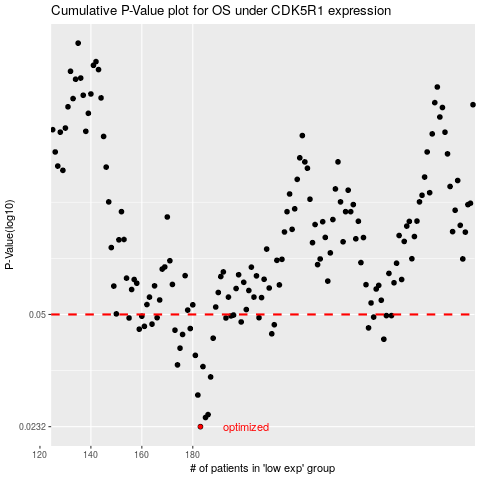 Cumulative P-Value plot for OS under CDK5R1 expression
P-Value(log10)
0.05
0.0232
optimized
120 140 160 180
# of patients in 'low exp' group